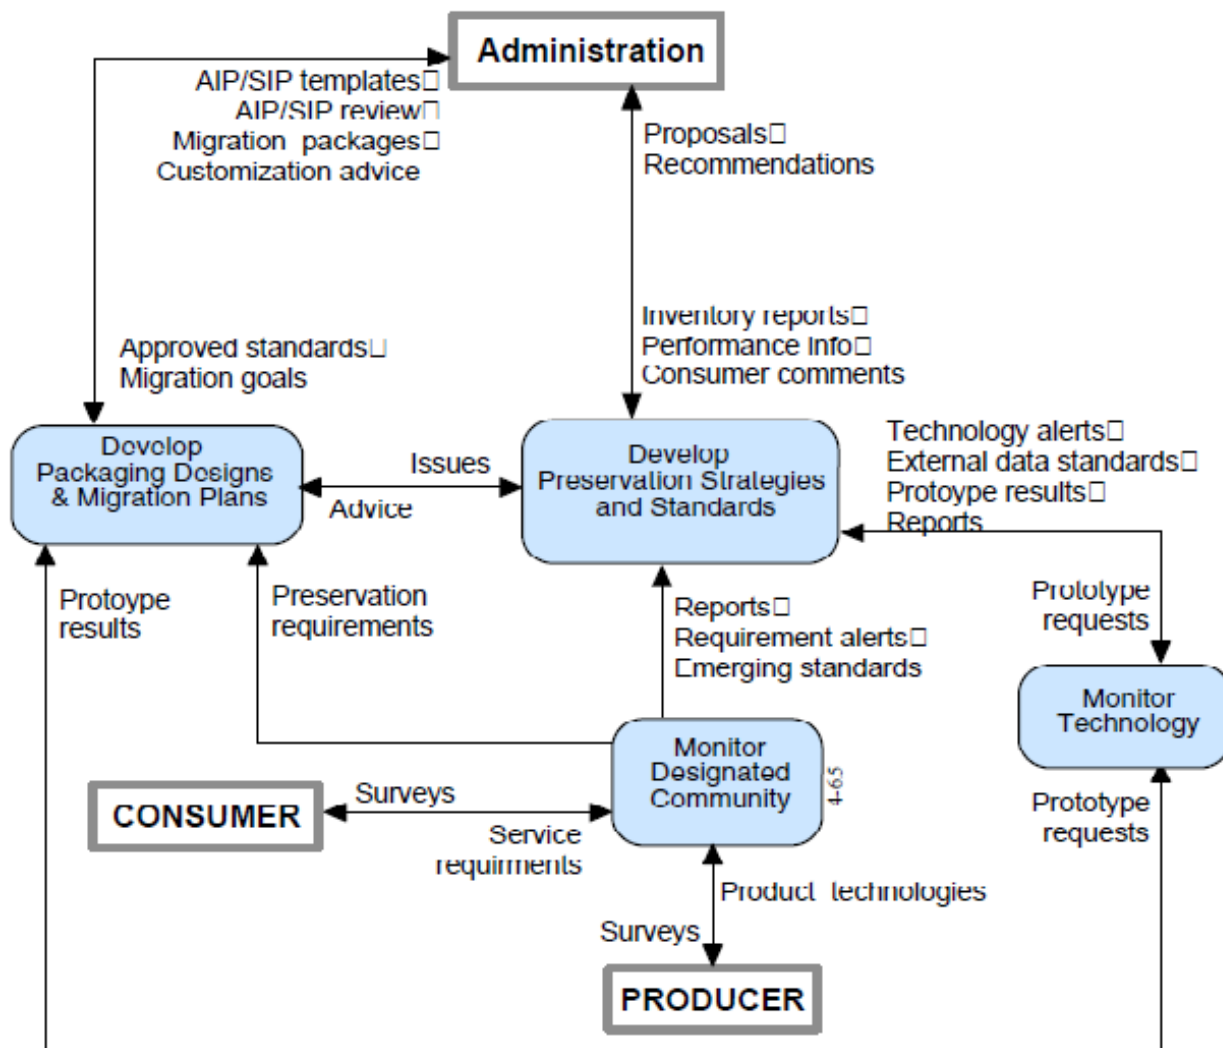 Administration
AIP/SIP templates□
AIP/SIP review□
Migration packages□
Customization advice
Proposals□
Recommendations
Inventory reports□
Performance info□
Consumer comments
Approved standards□
Migration goals
Develop
Packaging Designs
& Migration Plans
Issues
Advice
Develop
Preservation Strategies
and Standards
Technology alerts□
External data standards□
Protoype results□
Reports
Protoype
results
Preservation
requirements
Reports□
Requirement alerts□
Emerging standards
Prototype
requests
Monitor
Technology
Monitor
Designated
Community
4-6.5
CONSUMER
Surveys
Service
requirments
Prototype
requests
Product technologies
Surveys
PRODUCER